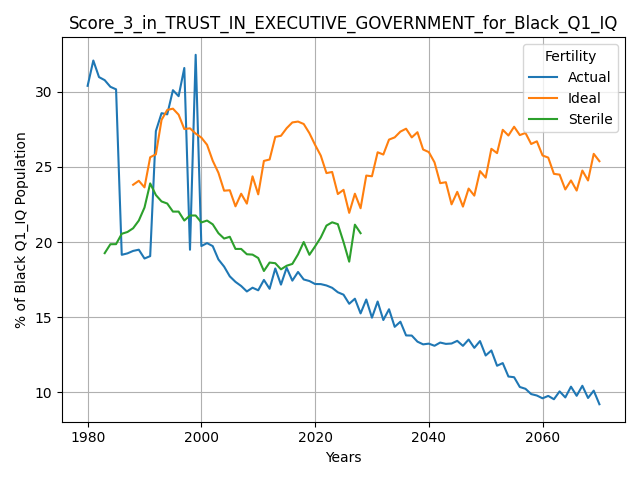 Score_3_in_TRUST_IN_EXECUTIVE_GOVERNMENT_for_Black_Q1_IQ
Fertility
Actual
Ideal
Sterile
% of Black Q1_IQ Population
30
25
20
15
10
1980
2000
2020
2040
2060
Years